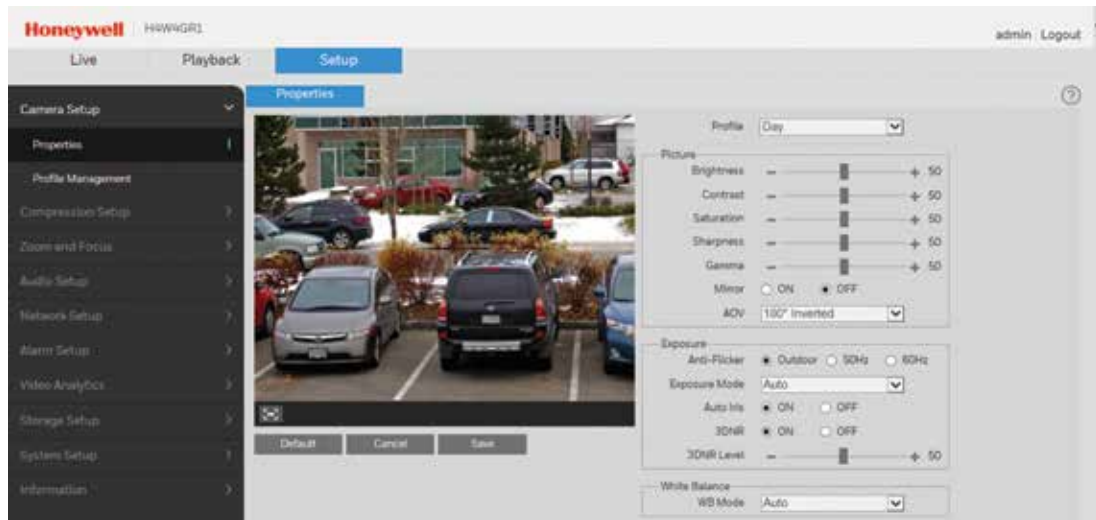 Honeywell H4W4GR1
admin Logout
Live Playback Setup
Camera Setup
Properties
Profile Management
Compression Setup
Zoom and Focus
Audio Setup
Network Setup
Alarm Setup
Video Analytics
Storage Setup
System Setup
Information
Properties
Default Cancel Save
Profile Day
Picture
Brightness - + 50
Contrast - + 50
Saturation - + 50
Sharpness - + 50
Gamma - + 50
Mirror ON OFF
AOV 180° Inverted
Exposure
Anti-Flicker Outdoor 50Hz 60Hz
Exposure Mode Auto
Auto Iris ON OFF
3DNR ON OFF
3DNR Level - + 50
White Balance
WB Mode Auto